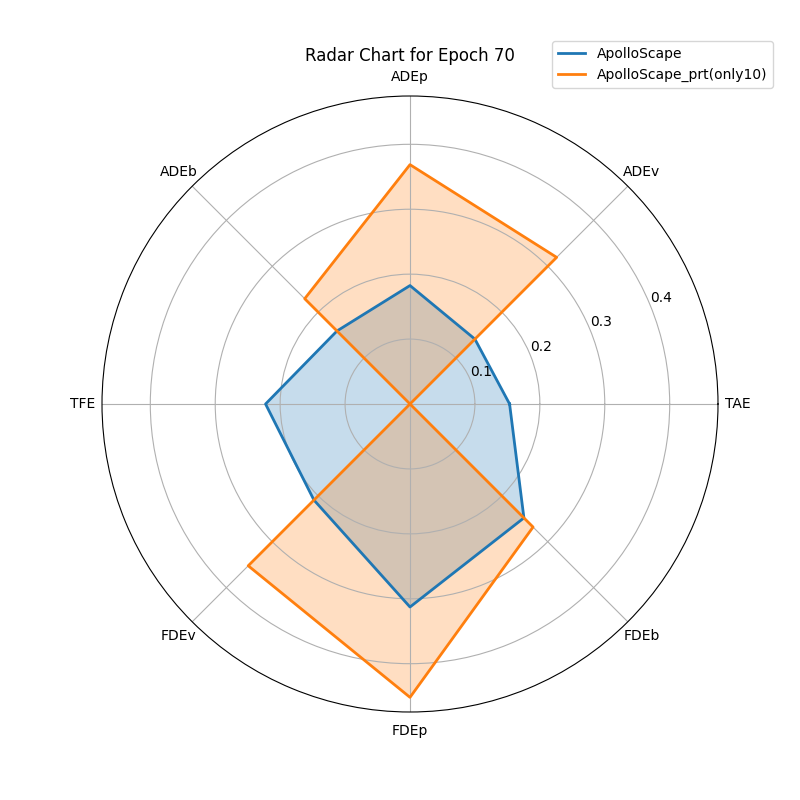 Radar Chart for Epoch 70
ApolloScape
ApolloScape_prt(only10)
ADEp
ADEb
ADEv
0.4
0.3
0.2
0.1
TFE
TAE
FDEv
FDEb
FDEp